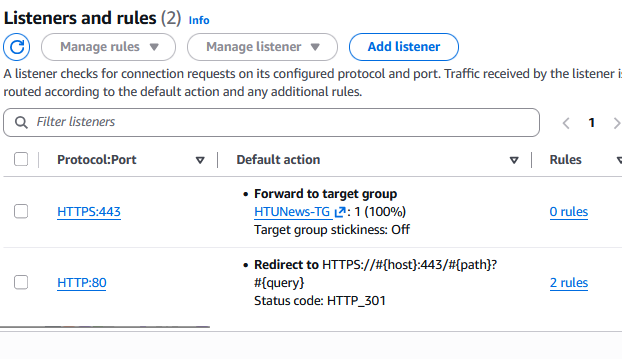 Listeners and rules (2) Info
Manage rules Manage listener Add listener
A listener checks for connection requests on its configured protocol and port. Traffic received by the listener is
routed according to the default action and any additional rules.
Filter listeners
1
Protocol:Port Default action Rules
HTTPS:443
• Forward to target group
HTUNews-TG : 1 (100%)
Target group stickiness: Off
0 rules
HTTP:80
• Redirect to HTTPS://#{host}:443/#{path}?
#{query}
Status code: HTTP_301
2 rules